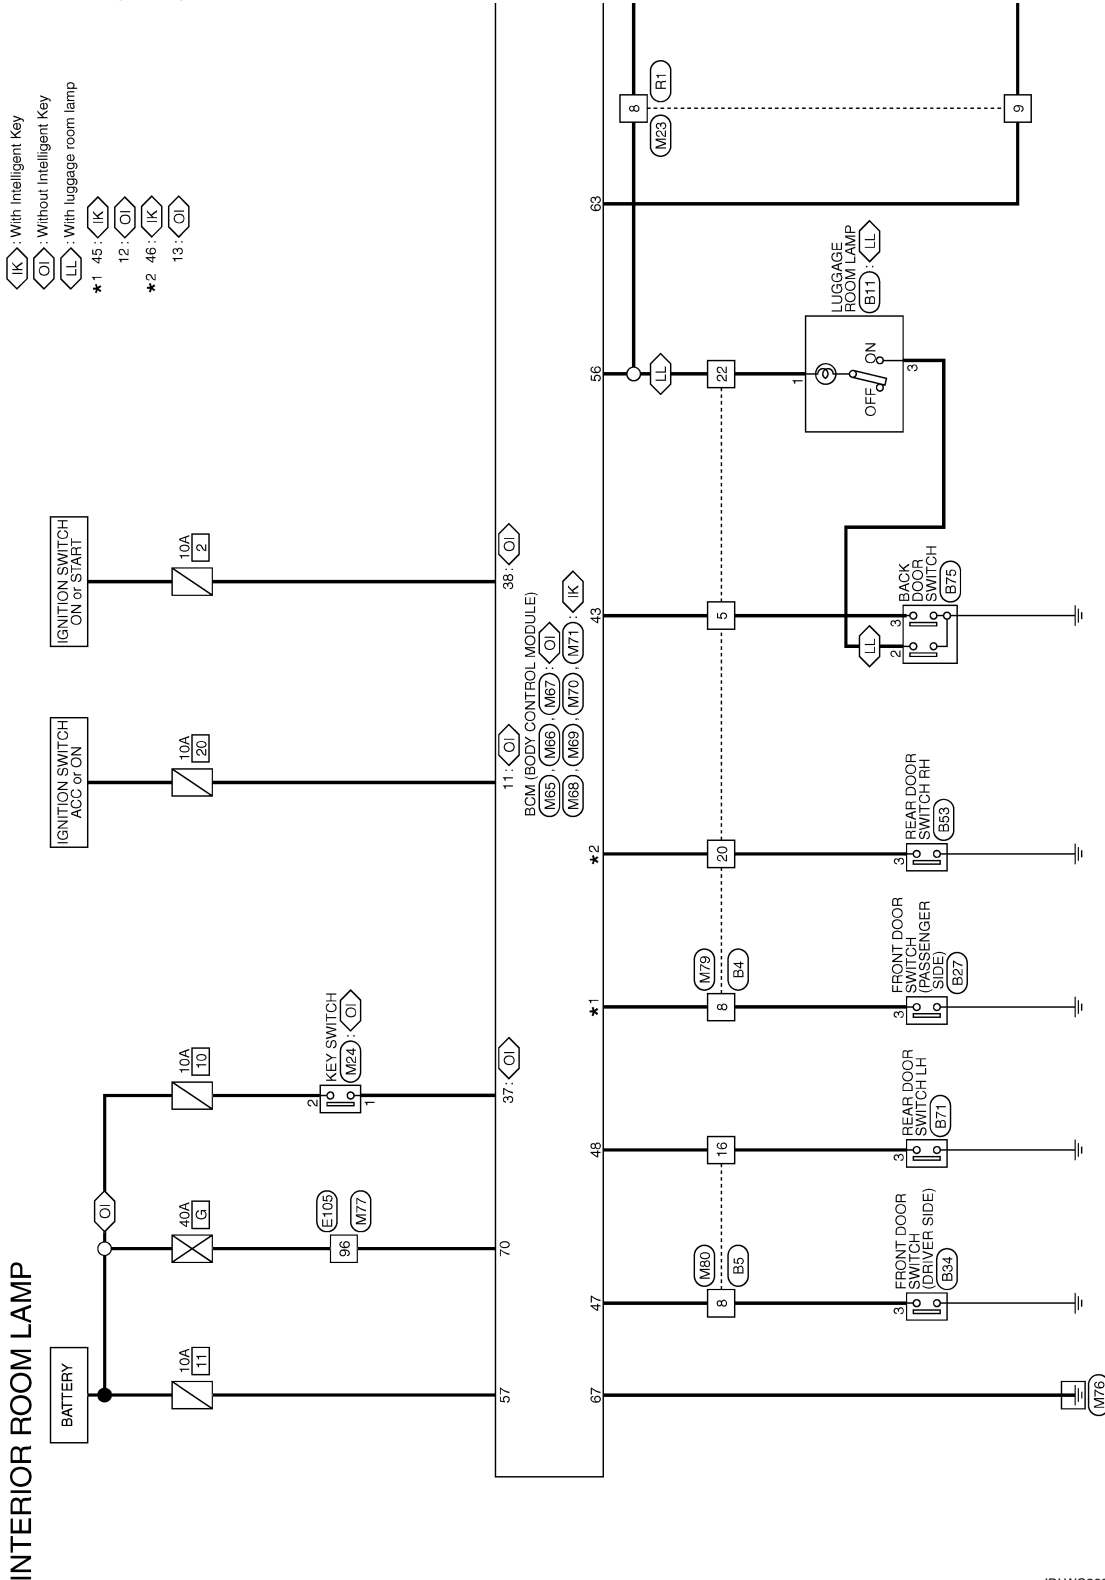 INTERIOR ROOM LAMP
IK : With Intelligent Key
OI : Without Intelligent Key
LL : With luggage room lamp
*1 45 : IK
12 : OI
*2 46 : IK
13 : OI
BATTERY
IGNITION SWITCH
ACC or ON
IGNITION SWITCH
ON or START
OI
10A
11
40A
G
10A
10
10A
20
10A
2
E105
96
M77
2
KEY SWITCH
M24 : OI
1
57
70
37 : OI
11 : OI
38 : OI
BCM (BODY CONTROL MODULE)
M65 , M66 , M67 : OI
M68 , M69 , M70 , M71 : IK
67
47
48
*1
*2
43
56
63
LL
M80
8
B5
16
M79
8
B4
20
5
22
M23
8
R1
9
3
FRONT DOOR
SWITCH
(DRIVER SIDE)
B34
3
REAR DOOR
SWITCH LH
B71
3
FRONT DOOR
SWITCH
(PASSENGER
SIDE)
B27
3
REAR DOOR
SWITCH RH
B53
LL
2
3
BACK
DOOR
SWITCH
B75
1
LUGGAGE
ROOM LAMP
B11 : LL
OFF
ON
3
M76